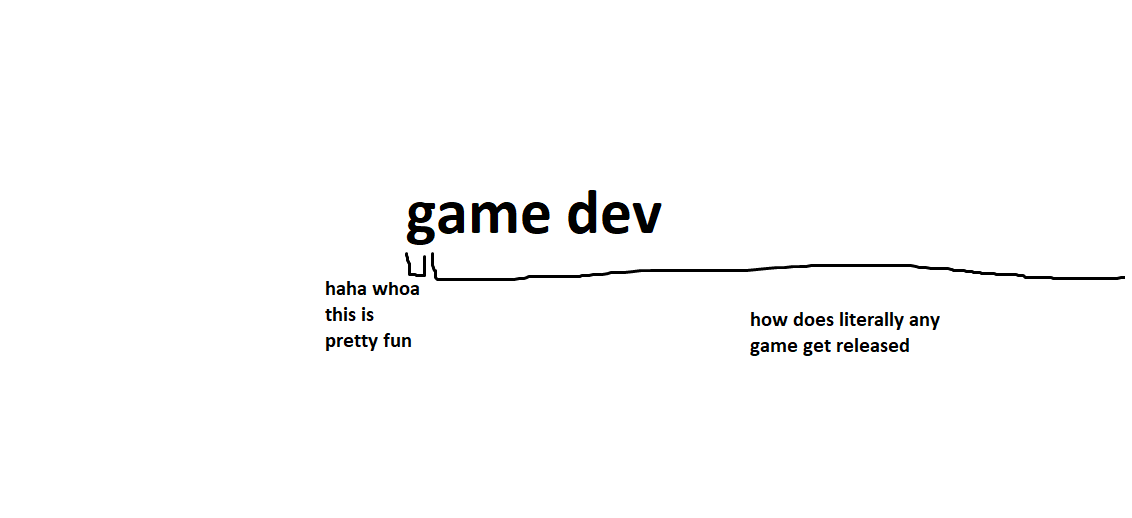 game dev
haha whoa
this is
pretty fun
how does literally any
game get released